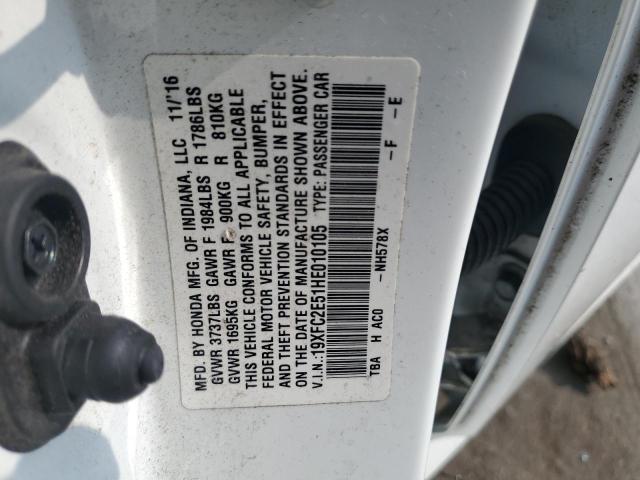 MFD. BY HONDA MFG. OF INDIANA, LLC 11/'16
GVWR 3737LBS GAWR F 1984LBS R 1786LBS
GVWR 1695KG GAWR F 900KG R 810KG
THIS VEHICLE CONFORMS TO ALL APPLICABLE
FEDERAL MOTOR VEHICLE SAFETY, BUMPER,
AND THEFT PREVENTION STANDARDS IN EFFECT
ON THE DATE OF MANUFACTURE SHOWN ABOVE.
V.I.N.:19XFC2E51HE010105 TYPE: PASSENGER CAR
TBA H AC0 –NH578X –F –E